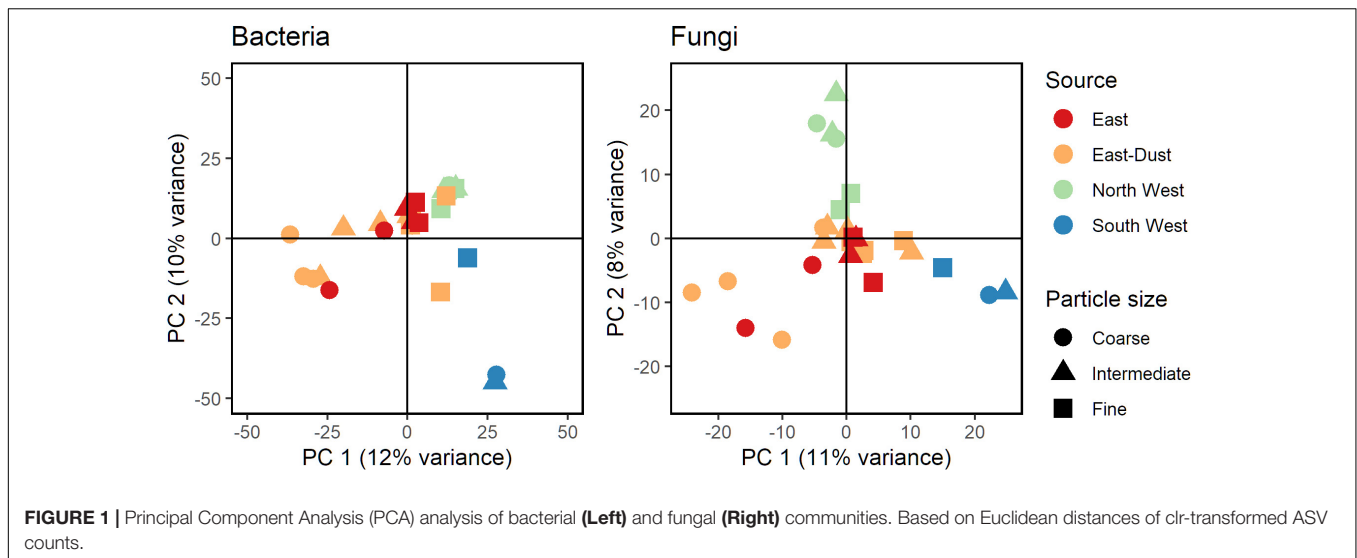 Bacteria
50
25
0
-25
-50
-50
-25
0
25
50
PC 2 (10% variance)
PC 1 (12% variance)
Fungi
20
10
0
-10
-20
-20
-10
0
10
20
PC 2 (8% variance)
PC 1 (11% variance)
Source
East
East-Dust
North West
South West
Particle size
Coarse
Intermediate
Fine
FIGURE 1 | Principal Component Analysis (PCA) analysis of bacterial (Left) and fungal (Right) communities. Based on Euclidean distances of clr-transformed ASV
counts.